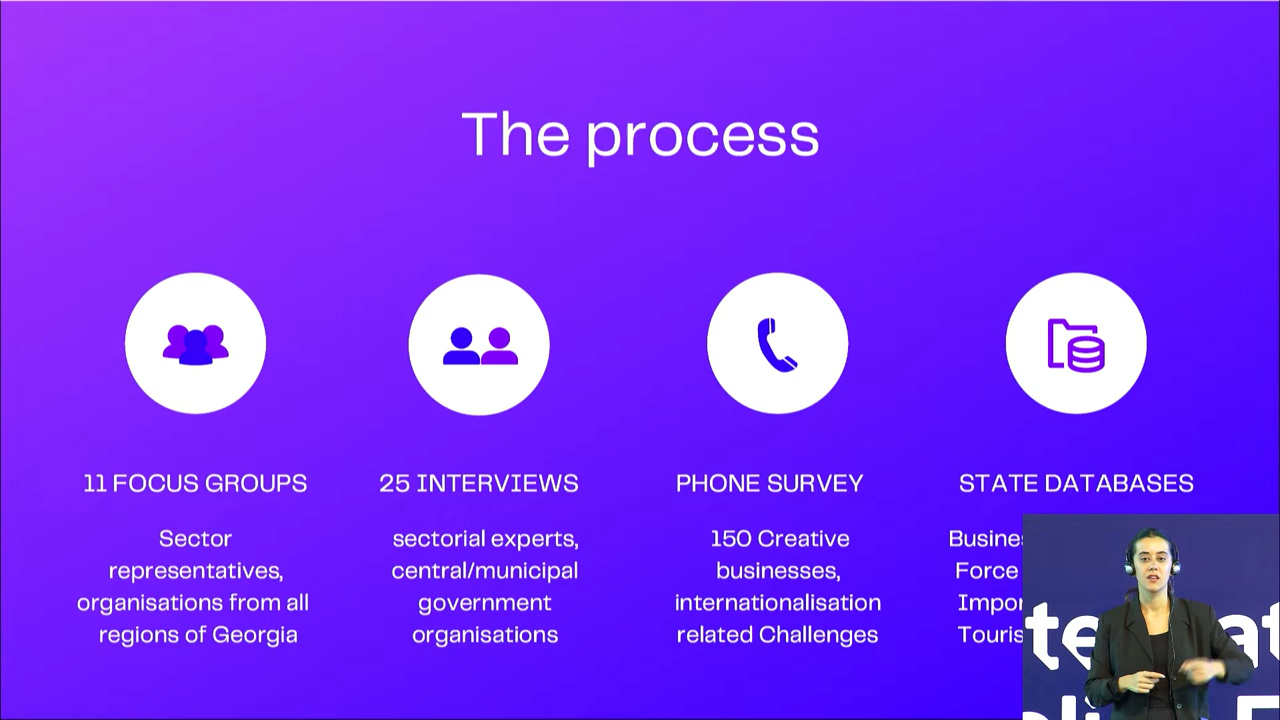 The process
11 FOCUS GROUPS
Sector
representatives,
organisations from all
regions of Georgia
25 INTERVIEWS
sectorial experts,
central/municipal
government
organisations
PHONE SURVEY
150 Creative
businesses,
internationalisation
related Challenges
STATE DATABASES
Force